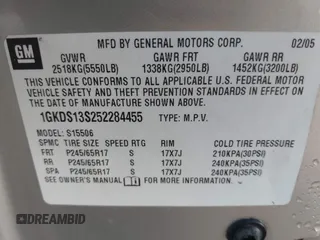 GM
MFD BY GENERAL MOTORS CORP. 02/05
GVWR GAWR FRT GAWR RR
2518KG(5550LB) 1338KG(2950LB) 1452KG(3200LB)
THIS VEHICLE CONFORMS TO ALL APPLICABLE U.S. FEDERAL
MOTOR VEHICLE SAFETY, BUMPER, AND THEFT PREVENTION
STANDARDS IN EFFECT ON THE DATE OF MANUFACTURE
SHOWN ABOVE.
1GKDS13S252284455 TYPE: M.P.V.
MODEL: S15506
SPMC TIRE SIZE SPEED RTG RIM COLD TIRE PRESSURE
FRT P245/65R17 S 17X7J 210KPA(30PSI)
RR P245/65R17 S 17X7J 240KPA(35PSI)
SPA P245/65R17 S 17X7J 240KPA(35PSI)
SEE OWNER'S MANUAL FOR MORE INFORMATION.
DREAMBID